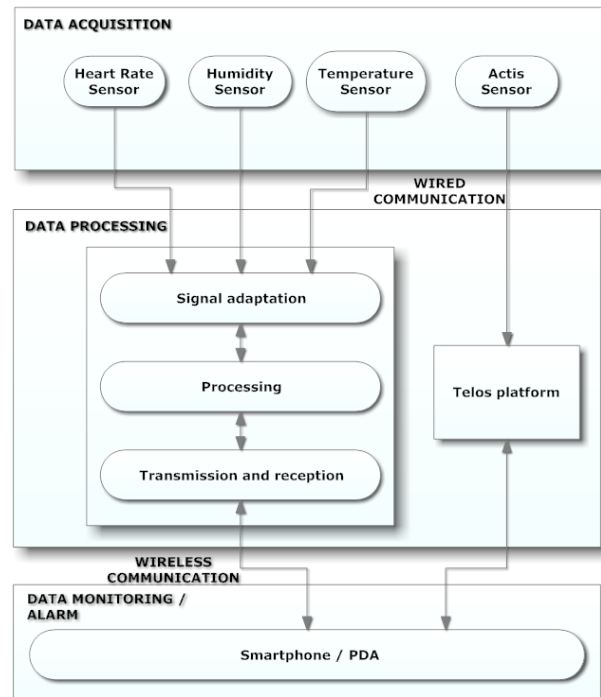 DATA ACQUISITION
Heart Rate
Sensor
Humidity
Sensor
Temperature
Sensor
Actis
Sensor
WIRED
COMMUNICATION
DATA PROCESSING
Signal adaptation
Processing
Transmission and reception
Telos platform
WIRELESS
COMMUNICATION
DATA MONITORING /
ALARM
Smartphone / PDA